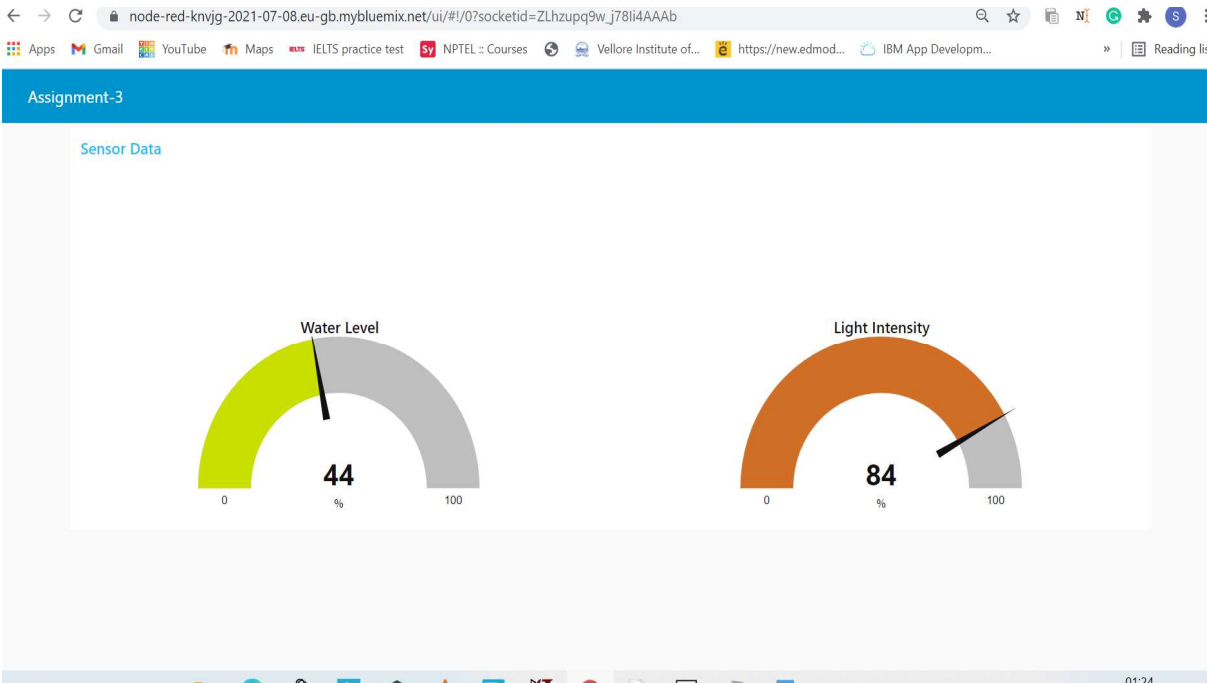 node-red-knvjg-2021-07-08.eu-gb.mybluemix.net/ui/#!/0?socketid=ZLhzupq9w_j78Ii4AAAb
Apps Gmail YouTube Maps IELTS IELTS practice test Sy NPTEL :: Courses Vellore Institute of... ë https://new.edmod... IBM App Developm... » Reading lis
Assignment-3
Sensor Data
Water Level
44
%
0
100
Light Intensity
84
%
0
100
01:24